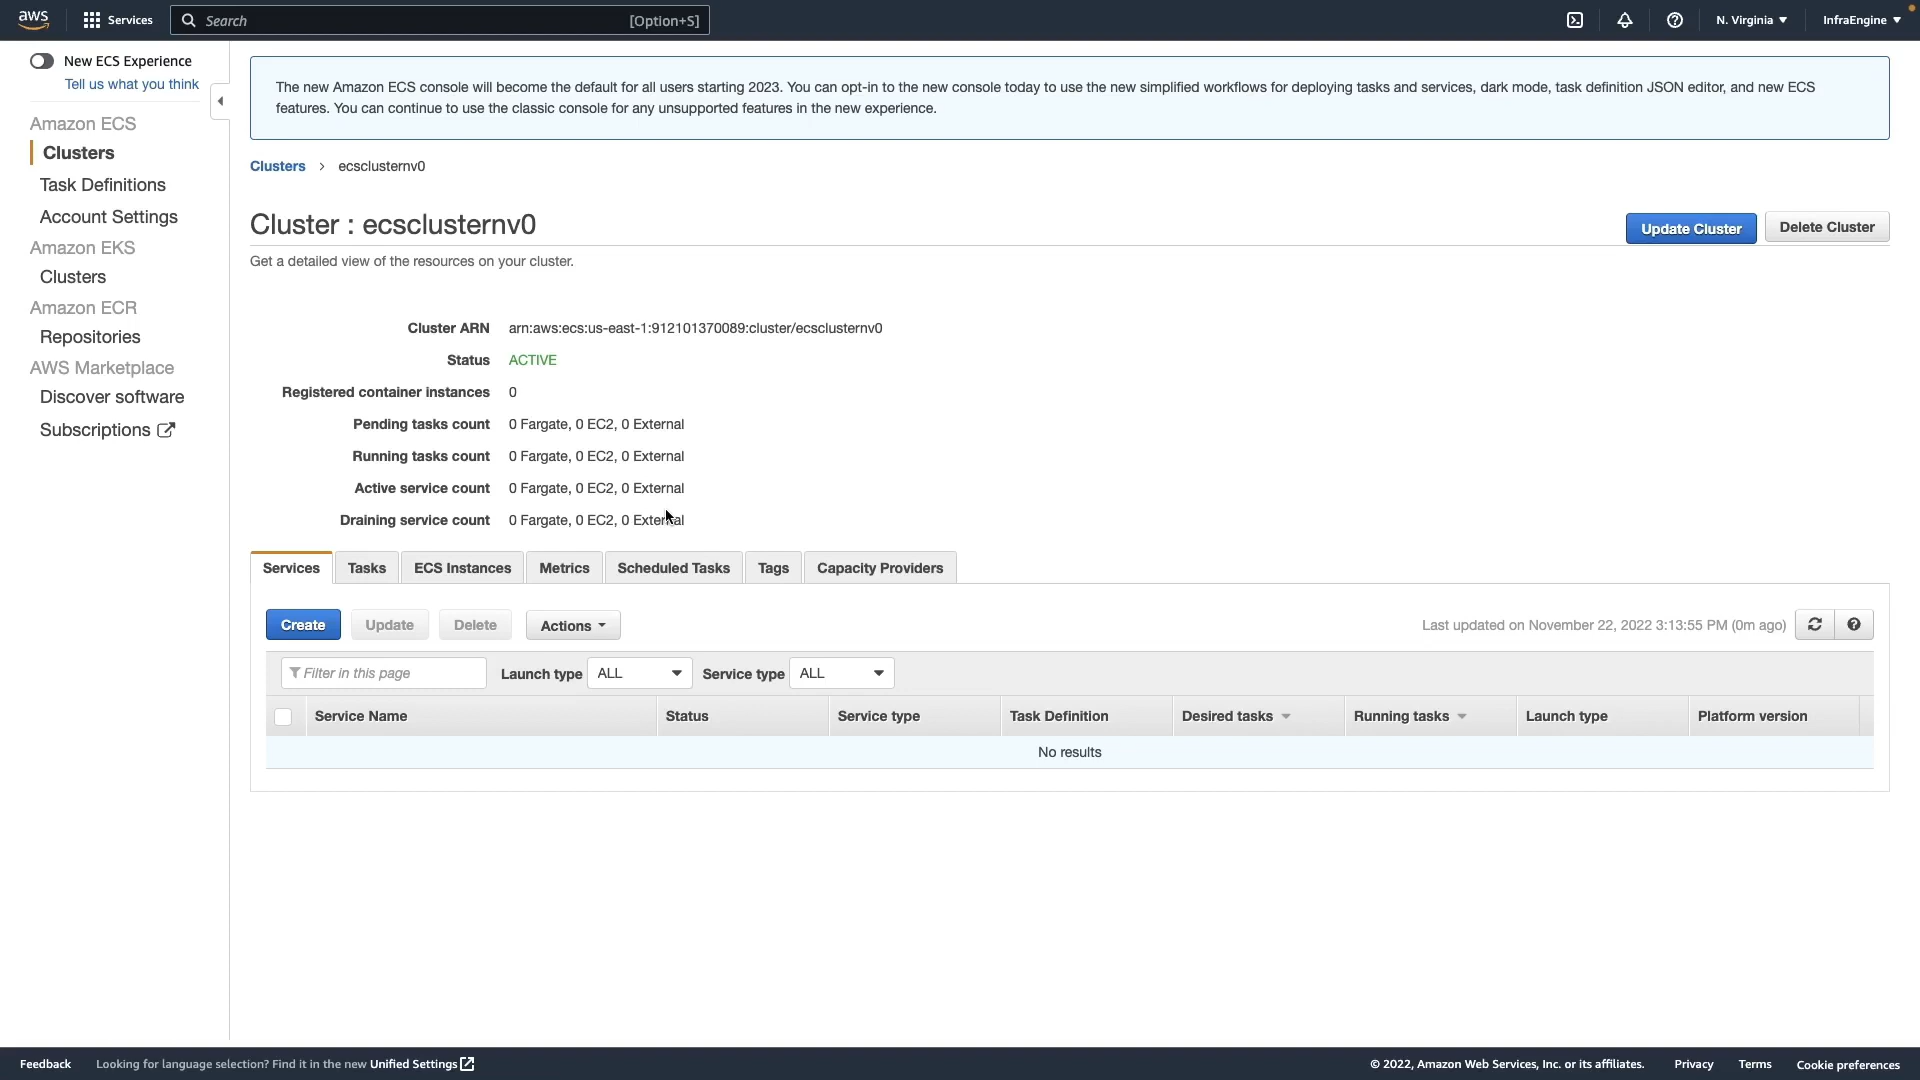 aws
Services
Search
[Option+S]
N. Virginia
InfraEngine
New ECS Experience
Tell us what you think
Amazon ECS
Clusters
Task Definitions
Account Settings
Amazon EKS
Clusters
Amazon ECR
Repositories
AWS Marketplace
Discover software
Subscriptions
The new Amazon ECS console will become the default for all users starting 2023. You can opt-in to the new console today to use the new simplified workflows for deploying tasks and services, dark mode, task definition JSON editor, and new ECS
features. You can continue to use the classic console for any unsupported features in the new experience.
Clusters > ecsclusternv0
Cluster : ecsclusternv0
Update Cluster
Delete Cluster
Get a detailed view of the resources on your cluster.
Cluster ARN arn:aws:ecs:us-east-1:912101370089:cluster/ecsclusternv0
Status ACTIVE
Registered container instances 0
Pending tasks count 0 Fargate, 0 EC2, 0 External
Running tasks count 0 Fargate, 0 EC2, 0 External
Active service count 0 Fargate, 0 EC2, 0 External
Draining service count 0 Fargate, 0 EC2, 0 External
Services Tasks ECS Instances Metrics Scheduled Tasks Tags Capacity Providers
Create Update Delete Actions
Last updated on November 22, 2022 3:13:55 PM (0m ago)
Filter in this page Launch type ALL Service type ALL
Service Name Status Service type Task Definition Desired tasks Running tasks Launch type Platform version
No results
Feedback Looking for language selection? Find it in the new Unified Settings
© 2022, Amazon Web Services, Inc. or its affiliates. Privacy Terms Cookie preferences